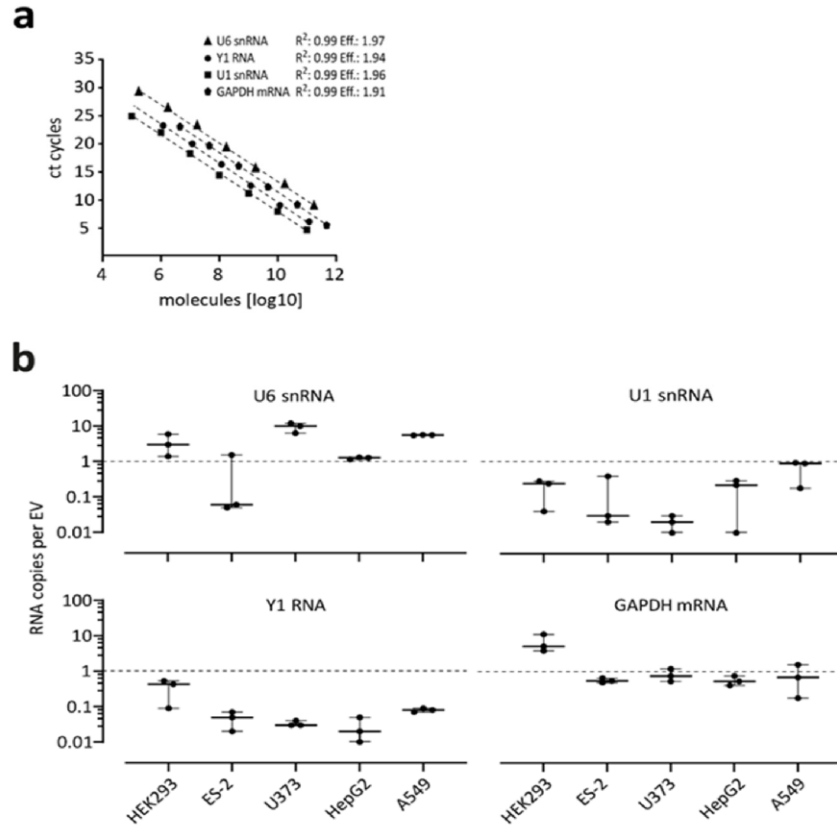 a
U6 snRNA R²: 0.99 Eff.: 1.97
Y1 RNA R²: 0.99 Eff.: 1.94
U1 snRNA R²: 0.99 Eff.: 1.96
GAPDH mRNA R²: 0.99 Eff.: 1.91
35
30
25
20
15
10
5
ct cycles
4 6 8 10 12
molecules [log10]
b
RNA copies per EV
U6 snRNA
100
10
1
0.1
0.01
U1 snRNA
Y1 RNA
100
10
1
0.1
0.01
GAPDH mRNA
HEK293 ES-2 U373 HepG2 A549
HEK293 ES-2 U373 HepG2 A549